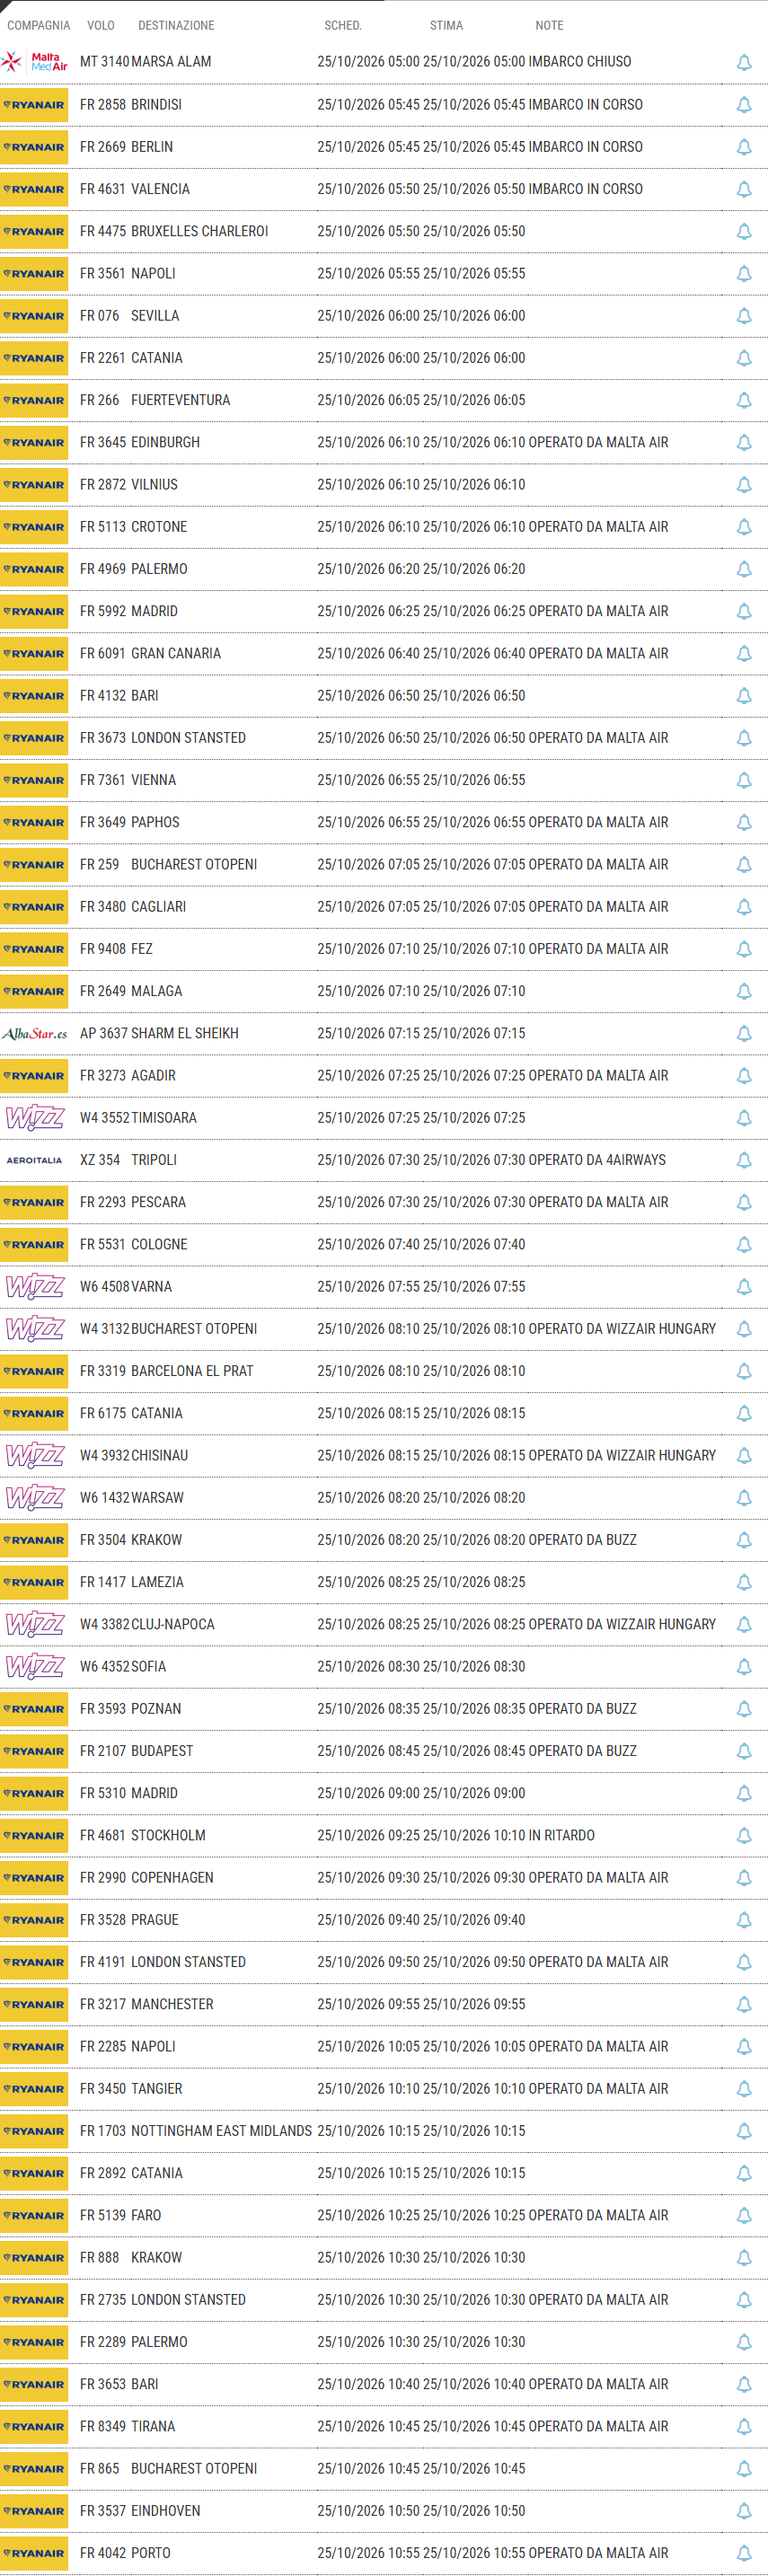 COMPAGNIA VOLO DESTINAZIONE SCHED. STIMA NOTE
Malta MedAir MT 3140 MARSA ALAM 25/10/2026 05:00 25/10/2026 05:00 IMBARCO CHIUSO
RYANAIR FR 2858 BRINDISI 25/10/2026 05:45 25/10/2026 05:45 IMBARCO IN CORSO
RYANAIR FR 2669 BERLIN 25/10/2026 05:45 25/10/2026 05:45 IMBARCO IN CORSO
RYANAIR FR 4631 VALENCIA 25/10/2026 05:50 25/10/2026 05:50 IMBARCO IN CORSO
RYANAIR FR 4475 BRUXELLES CHARLEROI 25/10/2026 05:50 25/10/2026 05:50
RYANAIR FR 3561 NAPOLI 25/10/2026 05:55 25/10/2026 05:55
RYANAIR FR 076 SEVILLA 25/10/2026 06:00 25/10/2026 06:00
RYANAIR FR 2261 CATANIA 25/10/2026 06:00 25/10/2026 06:00
RYANAIR FR 266 FUERTEVENTURA 25/10/2026 06:05 25/10/2026 06:05
RYANAIR FR 3645 EDINBURGH 25/10/2026 06:10 25/10/2026 06:10 OPERATO DA MALTA AIR
RYANAIR FR 2872 VILNIUS 25/10/2026 06:10 25/10/2026 06:10
RYANAIR FR 5113 CROTONE 25/10/2026 06:10 25/10/2026 06:10 OPERATO DA MALTA AIR
RYANAIR FR 4969 PALERMO 25/10/2026 06:20 25/10/2026 06:20
RYANAIR FR 5992 MADRID 25/10/2026 06:25 25/10/2026 06:25 OPERATO DA MALTA AIR
RYANAIR FR 6091 GRAN CANARIA 25/10/2026 06:40 25/10/2026 06:40 OPERATO DA MALTA AIR
RYANAIR FR 4132 BARI 25/10/2026 06:50 25/10/2026 06:50
RYANAIR FR 3673 LONDON STANSTED 25/10/2026 06:50 25/10/2026 06:50 OPERATO DA MALTA AIR
RYANAIR FR 7361 VIENNA 25/10/2026 06:55 25/10/2026 06:55
RYANAIR FR 3649 PAPHOS 25/10/2026 06:55 25/10/2026 06:55 OPERATO DA MALTA AIR
RYANAIR FR 259 BUCHAREST OTOPENI 25/10/2026 07:05 25/10/2026 07:05 OPERATO DA MALTA AIR
RYANAIR FR 3480 CAGLIARI 25/10/2026 07:05 25/10/2026 07:05 OPERATO DA MALTA AIR
RYANAIR FR 9408 FEZ 25/10/2026 07:10 25/10/2026 07:10 OPERATO DA MALTA AIR
RYANAIR FR 2649 MALAGA 25/10/2026 07:10 25/10/2026 07:10
AlbaStar.es AP 3637 SHARM EL SHEIKH 25/10/2026 07:15 25/10/2026 07:15
RYANAIR FR 3273 AGADIR 25/10/2026 07:25 25/10/2026 07:25 OPERATO DA MALTA AIR
Wizz W4 3552 TIMISOARA 25/10/2026 07:25 25/10/2026 07:25
AEROITALIA XZ 354 TRIPOLI 25/10/2026 07:30 25/10/2026 07:30 OPERATO DA 4AIRWAYS
RYANAIR FR 2293 PESCARA 25/10/2026 07:30 25/10/2026 07:30 OPERATO DA MALTA AIR
RYANAIR FR 5531 COLOGNE 25/10/2026 07:40 25/10/2026 07:40
Wizz W6 4508 VARNA 25/10/2026 07:55 25/10/2026 07:55
Wizz W4 3132 BUCHAREST OTOPENI 25/10/2026 08:10 25/10/2026 08:10 OPERATO DA WIZZAIR HUNGARY
RYANAIR FR 3319 BARCELONA EL PRAT 25/10/2026 08:10 25/10/2026 08:10
RYANAIR FR 6175 CATANIA 25/10/2026 08:15 25/10/2026 08:15
Wizz W4 3932 CHISINAU 25/10/2026 08:15 25/10/2026 08:15 OPERATO DA WIZZAIR HUNGARY
Wizz W6 1432 WARSAW 25/10/2026 08:20 25/10/2026 08:20
RYANAIR FR 3504 KRAKOW 25/10/2026 08:20 25/10/2026 08:20 OPERATO DA BUZZ
RYANAIR FR 1417 LAMEZIA 25/10/2026 08:25 25/10/2026 08:25
Wizz W4 3382 CLUJ-NAPOCA 25/10/2026 08:25 25/10/2026 08:25 OPERATO DA WIZZAIR HUNGARY
Wizz W6 4352 SOFIA 25/10/2026 08:30 25/10/2026 08:30
RYANAIR FR 3593 POZNAN 25/10/2026 08:35 25/10/2026 08:35 OPERATO DA BUZZ
RYANAIR FR 2107 BUDAPEST 25/10/2026 08:45 25/10/2026 08:45 OPERATO DA BUZZ
RYANAIR FR 5310 MADRID 25/10/2026 09:00 25/10/2026 09:00
RYANAIR FR 4681 STOCKHOLM 25/10/2026 09:25 25/10/2026 10:10 IN RITARDO
RYANAIR FR 2990 COPENHAGEN 25/10/2026 09:30 25/10/2026 09:30 OPERATO DA MALTA AIR
RYANAIR FR 3528 PRAGUE 25/10/2026 09:40 25/10/2026 09:40
RYANAIR FR 4191 LONDON STANSTED 25/10/2026 09:50 25/10/2026 09:50 OPERATO DA MALTA AIR
RYANAIR FR 3217 MANCHESTER 25/10/2026 09:55 25/10/2026 09:55
RYANAIR FR 2285 NAPOLI 25/10/2026 10:05 25/10/2026 10:05 OPERATO DA MALTA AIR
RYANAIR FR 3450 TANGIER 25/10/2026 10:10 25/10/2026 10:10 OPERATO DA MALTA AIR
RYANAIR FR 1703 NOTTINGHAM EAST MIDLANDS 25/10/2026 10:15 25/10/2026 10:15
RYANAIR FR 2892 CATANIA 25/10/2026 10:15 25/10/2026 10:15
RYANAIR FR 5139 FARO 25/10/2026 10:25 25/10/2026 10:25 OPERATO DA MALTA AIR
RYANAIR FR 888 KRAKOW 25/10/2026 10:30 25/10/2026 10:30
RYANAIR FR 2735 LONDON STANSTED 25/10/2026 10:30 25/10/2026 10:30 OPERATO DA MALTA AIR
RYANAIR FR 2289 PALERMO 25/10/2026 10:30 25/10/2026 10:30
RYANAIR FR 3653 BARI 25/10/2026 10:40 25/10/2026 10:40 OPERATO DA MALTA AIR
RYANAIR FR 8349 TIRANA 25/10/2026 10:45 25/10/2026 10:45 OPERATO DA MALTA AIR
RYANAIR FR 865 BUCHAREST OTOPENI 25/10/2026 10:45 25/10/2026 10:45
RYANAIR FR 3537 EINDHOVEN 25/10/2026 10:50 25/10/2026 10:50
RYANAIR FR 4042 PORTO 25/10/2026 10:55 25/10/2026 10:55 OPERATO DA MALTA AIR